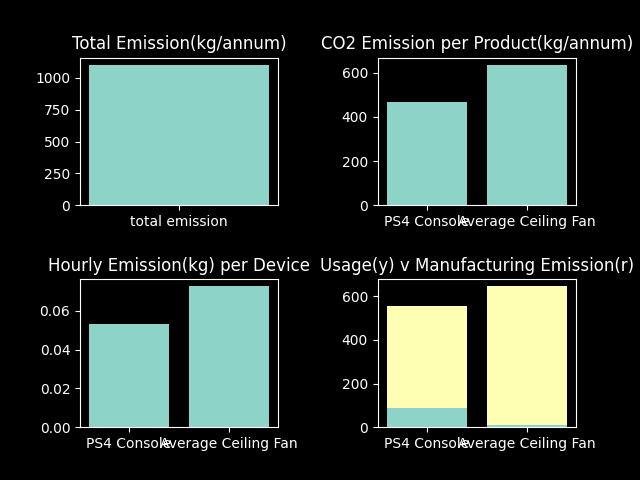 Total Emission(kg/annum)
1000
750
500
250
0
total emission
CO2 Emission per Product(kg/annum)
600
400
200
0
PS4 Console
Average Ceiling Fan
Hourly Emission(kg) per Device
0.06
0.04
0.02
0.00
PS4 Console
Average Ceiling Fan
Usage(y) v Manufacturing Emission(r)
600
400
200
0
PS4 Console
Average Ceiling Fan